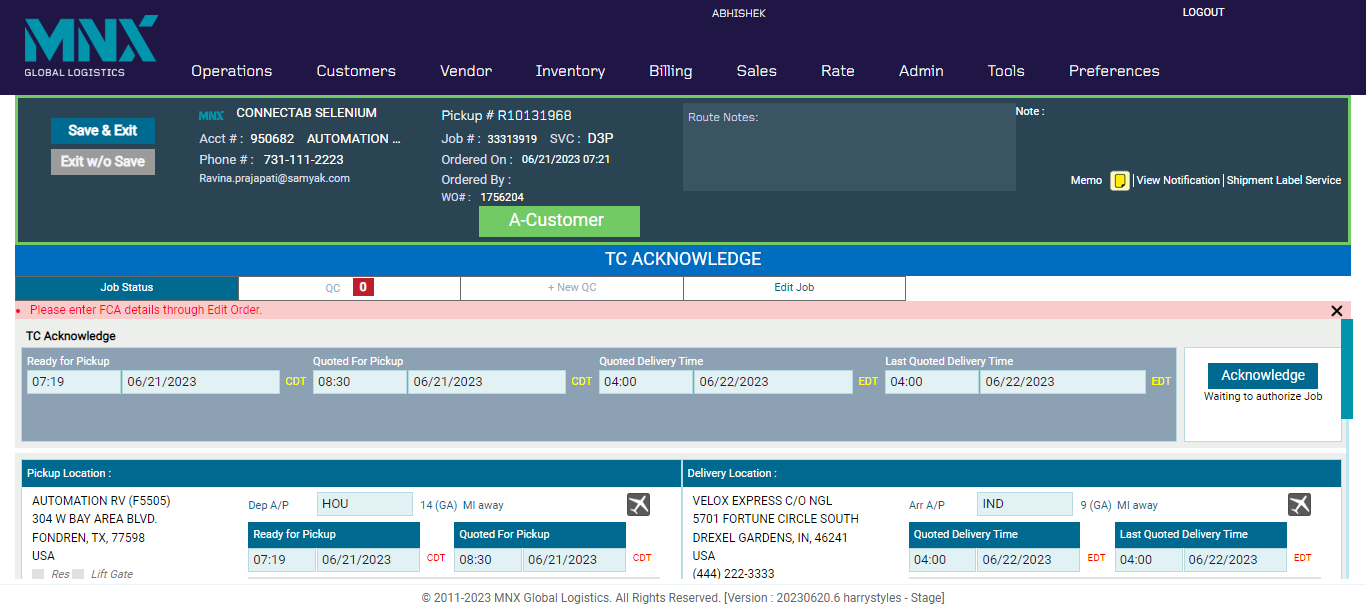 ABHISHEK
LOGOUT
MNX
GLOBAL LOGISTICS
Operations Customers Vendor Inventory Billing Sales Rate Admin Tools Preferences
Save & Exit
Exit w/o Save
MNX CONNECTAB SELENIUM
Acct # : 950682 AUTOMATION ...
Phone # : 731-111-2223
Ravina.prajapati@samyak.com
Pickup # R10131968
Job # : 33313919 SVC : D3P
Ordered On : 06/21/2023 07:21
Ordered By :
WO# : 1756204
A-Customer
Route Notes:
Note :
Memo | View Notification | Shipment Label Service
TC ACKNOWLEDGE
Job Status QC 0 + New QC Edit Job
• Please enter FCA details through Edit Order.
TC Acknowledge
Ready for Pickup Quoted For Pickup Quoted Delivery Time Last Quoted Delivery Time
07:19 06/21/2023 CDT 08:30 06/21/2023 CDT 04:00 06/22/2023 EDT 04:00 06/22/2023 EDT
Acknowledge
Waiting to authorize Job
Pickup Location :
AUTOMATION RV (F5505)
304 W BAY AREA BLVD.
FONDREN, TX, 77598
USA
Res Lift Gate
Dep A/P HOU 14 (GA) MI away
Ready for Pickup Quoted For Pickup
07:19 06/21/2023 CDT 08:30 06/21/2023 CDT
Delivery Location :
VELOX EXPRESS C/O NGL
5701 FORTUNE CIRCLE SOUTH
DREXEL GARDENS, IN, 46241
USA
(444) 222-3333
Arr A/P IND 9 (GA) MI away
Quoted Delivery Time Last Quoted Delivery Time
04:00 06/22/2023 EDT 04:00 06/22/2023 EDT
© 2011-2023 MNX Global Logistics. All Rights Reserved. [Version : 20230620.6 harrystyles - Stage]